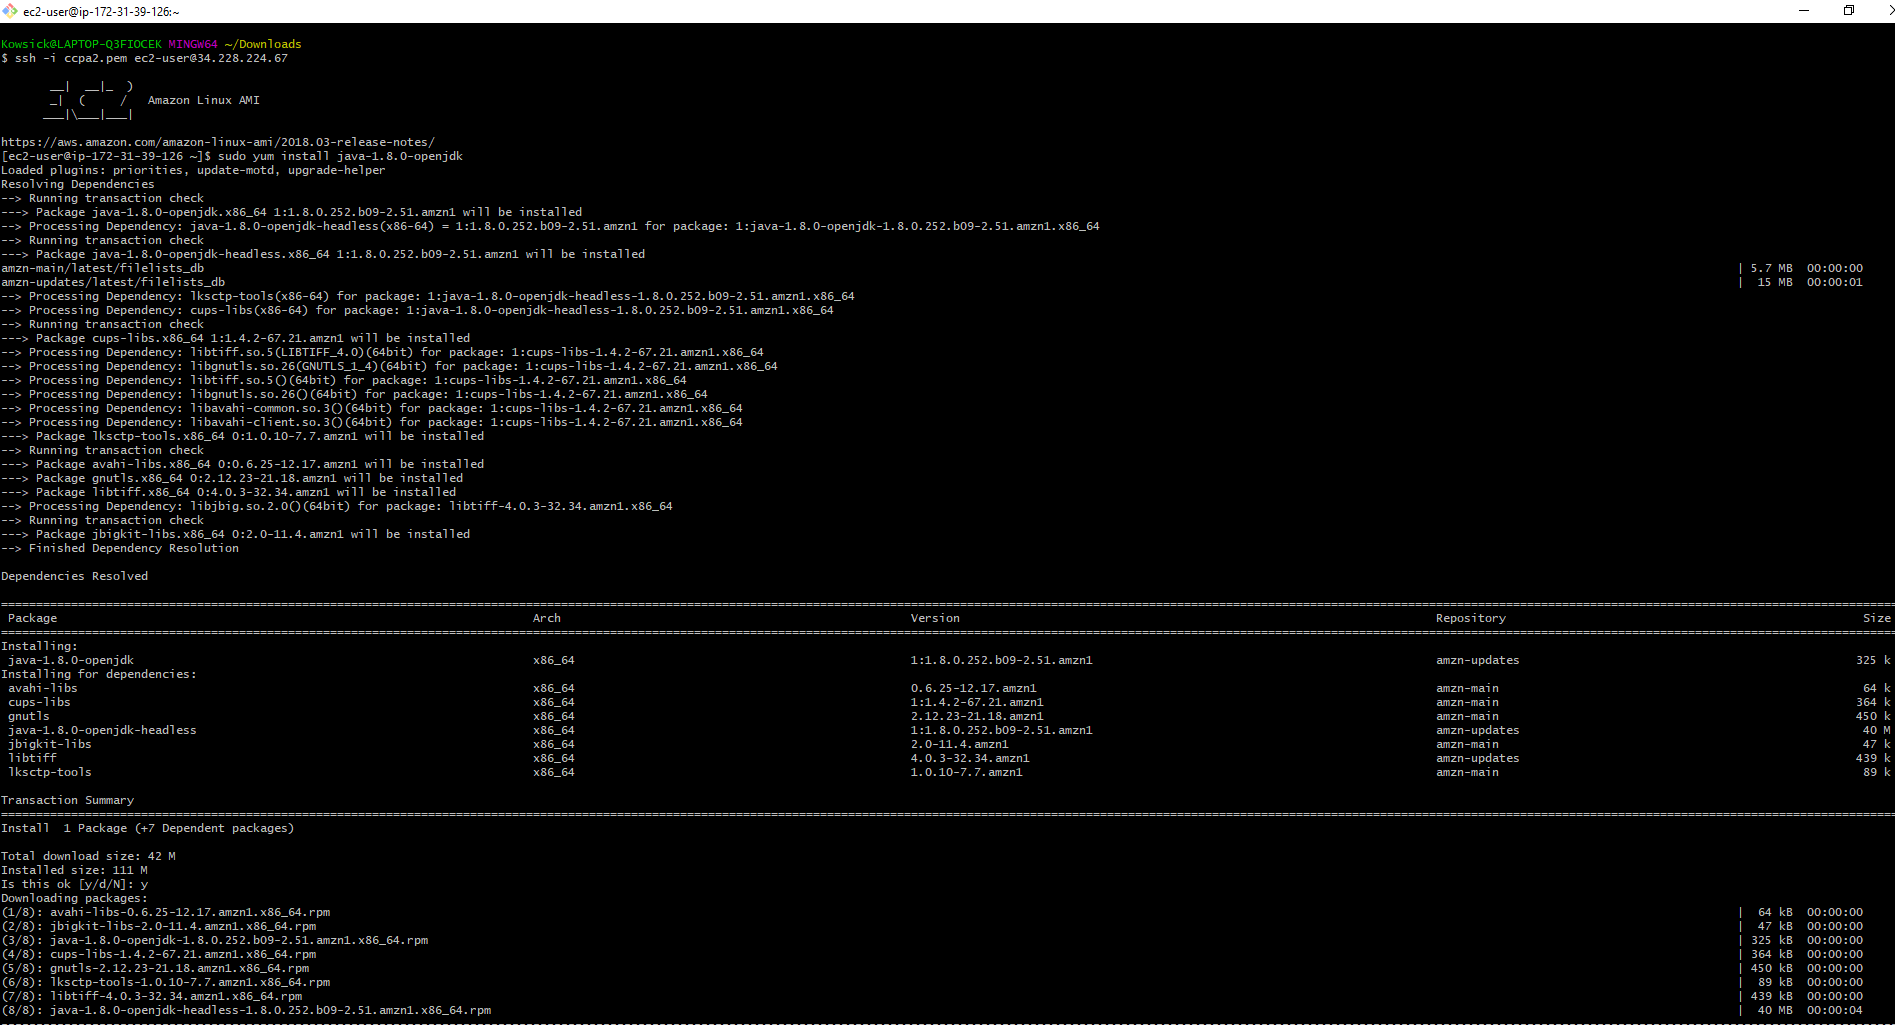 ec2-user@ip-172-31-39-126:~
Kowsick@LAPTOP-Q3FIOCEK MINGW64 ~/Downloads
$ ssh -i ccpa2.pem ec2-user@34.228.224.67
       __|  __|_  )
       _|  (     /   Amazon Linux AMI
      ___|\___|___|
https://aws.amazon.com/amazon-linux-ami/2018.03-release-notes/
[ec2-user@ip-172-31-39-126 ~]$ sudo yum install java-1.8.0-openjdk
Loaded plugins: priorities, update-motd, upgrade-helper
Resolving Dependencies
--> Running transaction check
---> Package java-1.8.0-openjdk.x86_64 1:1.8.0.252.b09-2.51.amzn1 will be installed
--> Processing Dependency: java-1.8.0-openjdk-headless(x86-64) = 1:1.8.0.252.b09-2.51.amzn1 for package: 1:java-1.8.0-openjdk-1.8.0.252.b09-2.51.amzn1.x86_64
--> Running transaction check
---> Package java-1.8.0-openjdk-headless.x86_64 1:1.8.0.252.b09-2.51.amzn1 will be installed
amzn-main/latest/filelists_db | 5.7 MB 00:00:00
amzn-updates/latest/filelists_db | 15 MB 00:00:01
--> Processing Dependency: lksctp-tools(x86-64) for package: 1:java-1.8.0-openjdk-headless-1.8.0.252.b09-2.51.amzn1.x86_64
--> Processing Dependency: cups-libs(x86-64) for package: 1:java-1.8.0-openjdk-headless-1.8.0.252.b09-2.51.amzn1.x86_64
--> Running transaction check
---> Package cups-libs.x86_64 1:1.4.2-67.21.amzn1 will be installed
--> Processing Dependency: libtiff.so.5(LIBTIFF_4.0)(64bit) for package: 1:cups-libs-1.4.2-67.21.amzn1.x86_64
--> Processing Dependency: libgnutls.so.26(GNUTLS_1_4)(64bit) for package: 1:cups-libs-1.4.2-67.21.amzn1.x86_64
--> Processing Dependency: libtiff.so.5()(64bit) for package: 1:cups-libs-1.4.2-67.21.amzn1.x86_64
--> Processing Dependency: libgnutls.so.26()(64bit) for package: 1:cups-libs-1.4.2-67.21.amzn1.x86_64
--> Processing Dependency: libavahi-common.so.3()(64bit) for package: 1:cups-libs-1.4.2-67.21.amzn1.x86_64
--> Processing Dependency: libavahi-client.so.3()(64bit) for package: 1:cups-libs-1.4.2-67.21.amzn1.x86_64
---> Package lksctp-tools.x86_64 0:1.0.10-7.7.amzn1 will be installed
--> Running transaction check
---> Package avahi-libs.x86_64 0:0.6.25-12.17.amzn1 will be installed
---> Package gnutls.x86_64 0:2.12.23-21.18.amzn1 will be installed
---> Package libtiff.x86_64 0:4.0.3-32.34.amzn1 will be installed
--> Processing Dependency: libjbig.so.2.0()(64bit) for package: libtiff-4.0.3-32.34.amzn1.x86_64
--> Running transaction check
---> Package jbigkit-libs.x86_64 0:2.0-11.4.amzn1 will be installed
--> Finished Dependency Resolution
Dependencies Resolved
Package Arch Version Repository Size
Installing:
java-1.8.0-openjdk x86_64 1:1.8.0.252.b09-2.51.amzn1 amzn-updates 325 k
Installing for dependencies:
avahi-libs x86_64 0.6.25-12.17.amzn1 amzn-main 64 k
cups-libs x86_64 1:1.4.2-67.21.amzn1 amzn-main 364 k
gnutls x86_64 2.12.23-21.18.amzn1 amzn-main 450 k
java-1.8.0-openjdk-headless x86_64 1:1.8.0.252.b09-2.51.amzn1 amzn-updates 40 M
jbigkit-libs x86_64 2.0-11.4.amzn1 amzn-main 47 k
libtiff x86_64 4.0.3-32.34.amzn1 amzn-updates 439 k
lksctp-tools x86_64 1.0.10-7.7.amzn1 amzn-main 89 k
Transaction Summary
Install  1 Package (+7 Dependent packages)
Total download size: 42 M
Installed size: 111 M
Is this ok [y/d/N]: y
Downloading packages:
(1/8): avahi-libs-0.6.25-12.17.amzn1.x86_64.rpm | 64 kB 00:00:00
(2/8): jbigkit-libs-2.0-11.4.amzn1.x86_64.rpm | 47 kB 00:00:00
(3/8): java-1.8.0-openjdk-1.8.0.252.b09-2.51.amzn1.x86_64.rpm | 325 kB 00:00:00
(4/8): cups-libs-1.4.2-67.21.amzn1.x86_64.rpm | 364 kB 00:00:00
(5/8): gnutls-2.12.23-21.18.amzn1.x86_64.rpm | 450 kB 00:00:00
(6/8): lksctp-tools-1.0.10-7.7.amzn1.x86_64.rpm | 89 kB 00:00:00
(7/8): libtiff-4.0.3-32.34.amzn1.x86_64.rpm | 439 kB 00:00:00
(8/8): java-1.8.0-openjdk-headless-1.8.0.252.b09-2.51.amzn1.x86_64.rpm | 40 MB 00:00:04